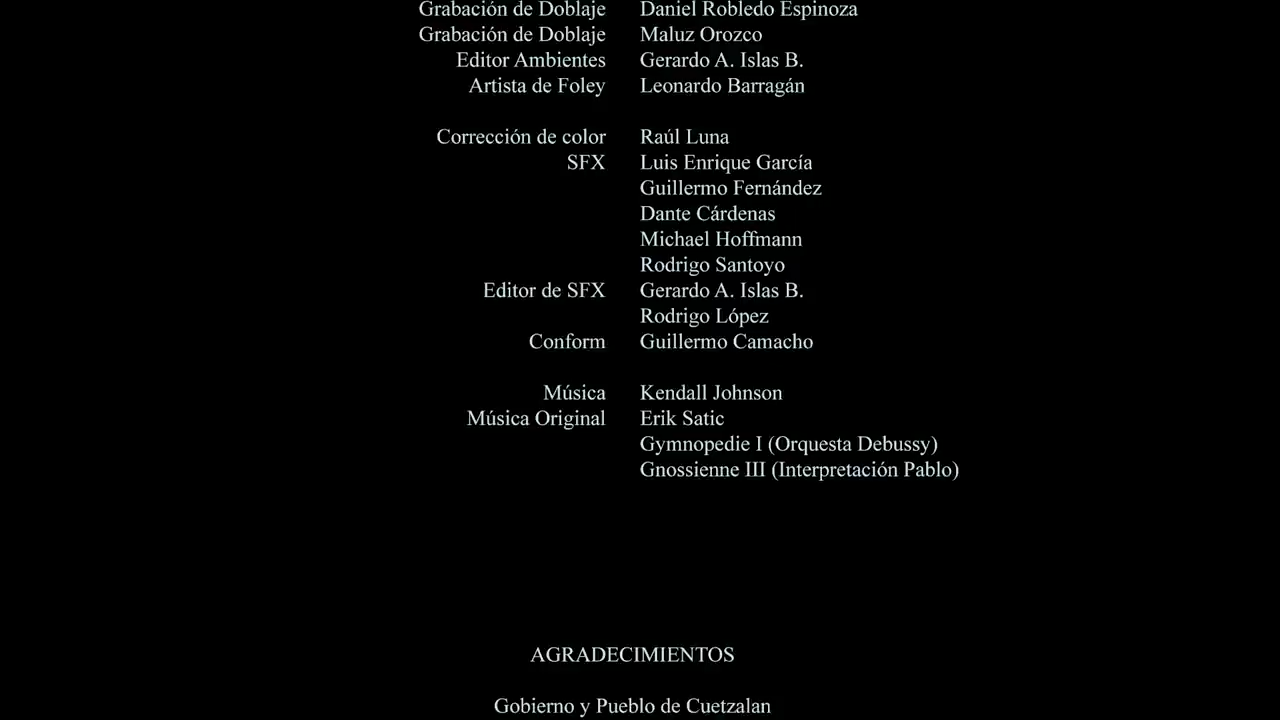 Grabación de Doblaje Daniel Robledo Espinoza
Grabación de Doblaje Maluz Orozco
Editor Ambientes Gerardo A. Islas B.
Artista de Foley Leonardo Barragán
Corrección de color Raúl Luna
SFX Luis Enrique García
Guillermo Fernández
Dante Cárdenas
Michael Hoffmann
Rodrigo Santoyo
Editor de SFX Gerardo A. Islas B.
Rodrigo López
Conform Guillermo Camacho
Música Kendall Johnson
Música Original Erik Satic
Gymnopedie I (Orquesta Debussy)
Gnossienne III (Interpretación Pablo)
AGRADECIMIENTOS
Gobierno y Pueblo de Cuetzalan